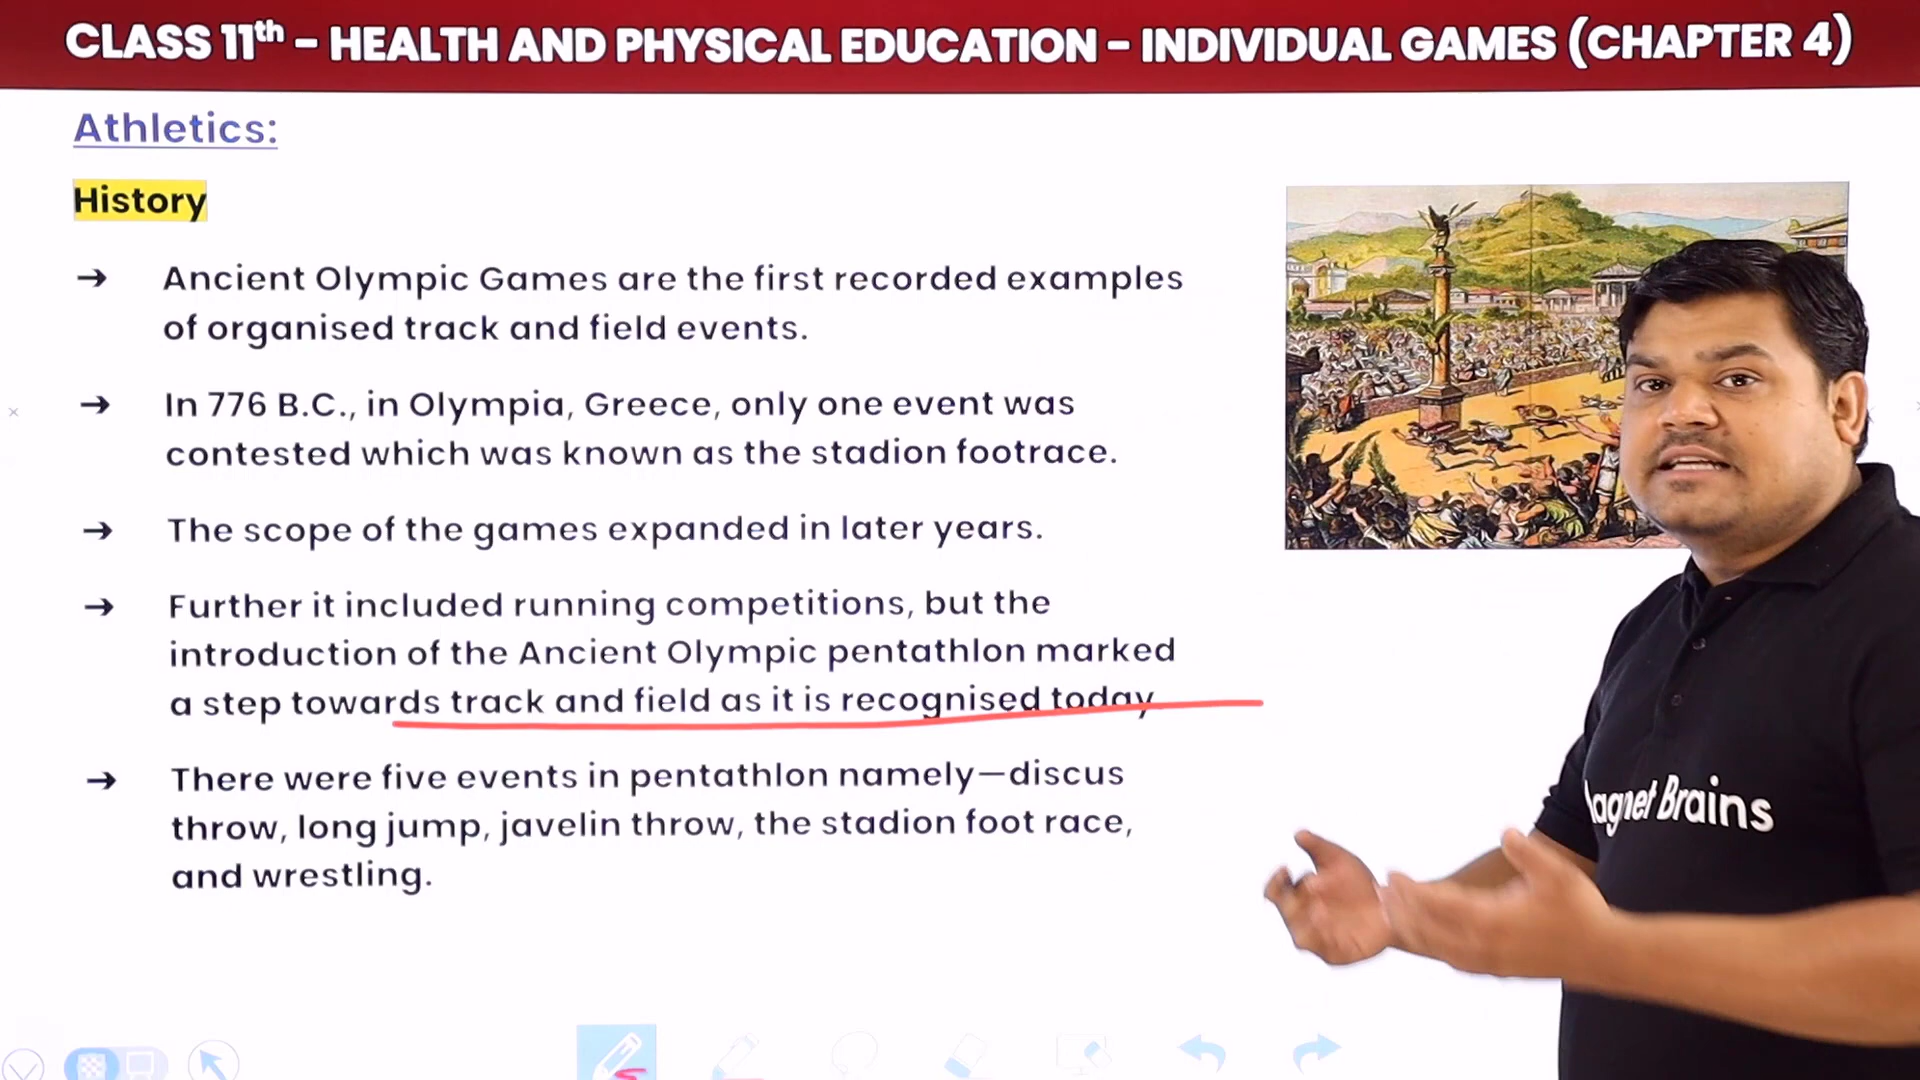 CLASS 11th - HEALTH AND PHYSICAL EDUCATION - INDIVIDUAL GAMES (CHAPTER 4)
Athletics:
History
→ Ancient Olympic Games are the first recorded examples
of organised track and field events.
→ In 776 B.C., in Olympia, Greece, only one event was
contested which was known as the stadion footrace.
→ The scope of the games expanded in later years.
→ Further it included running competitions, but the
introduction of the Ancient Olympic pentathlon marked
a step towards track and field as it is recognised today
→ There were five events in pentathlon namely—discus
throw, long jump, javelin throw, the stadion foot race,
and wrestling.
agnet Brains